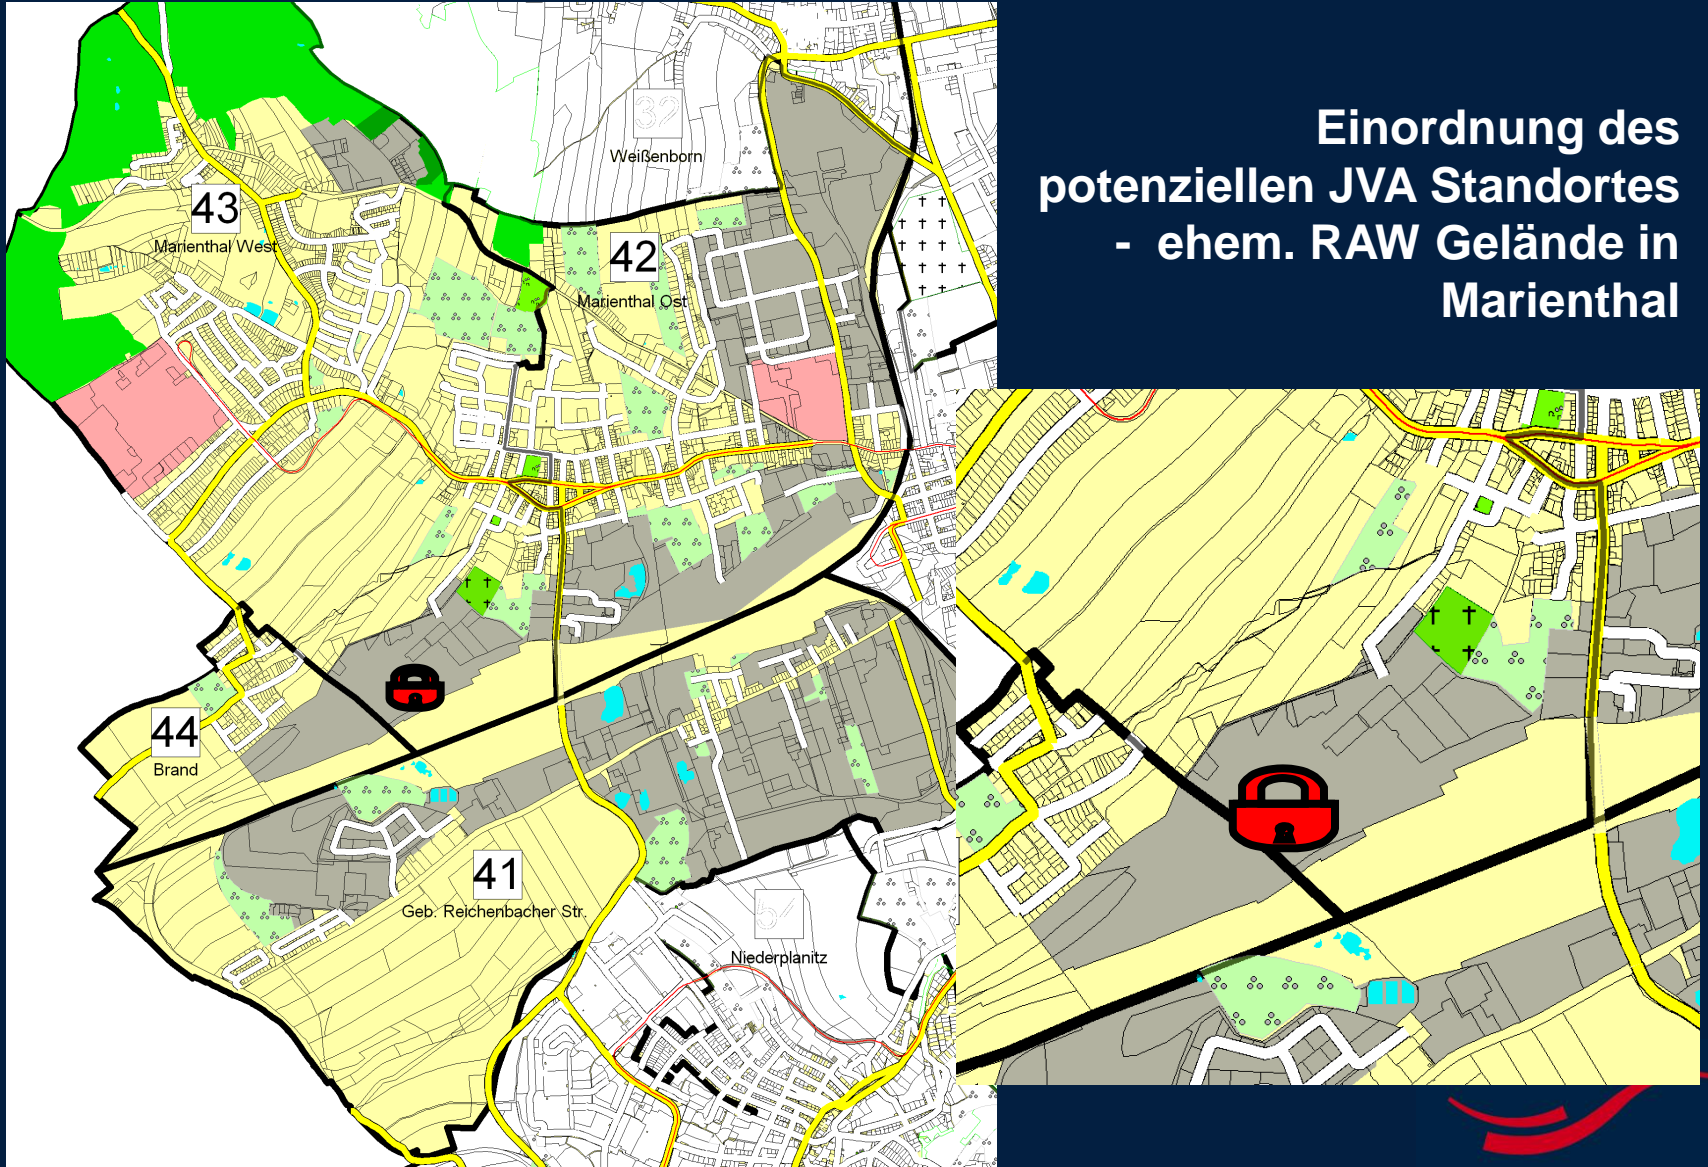 Einordnung des
potenziellen JVA Standortes
- ehem. RAW Gelände in
Marienthal
32
Weißenborn
43
Marienthal West
42
Marienthal Ost
44
Brand
41
Geb. Reichenbacher Str.
54
Niederplanitz